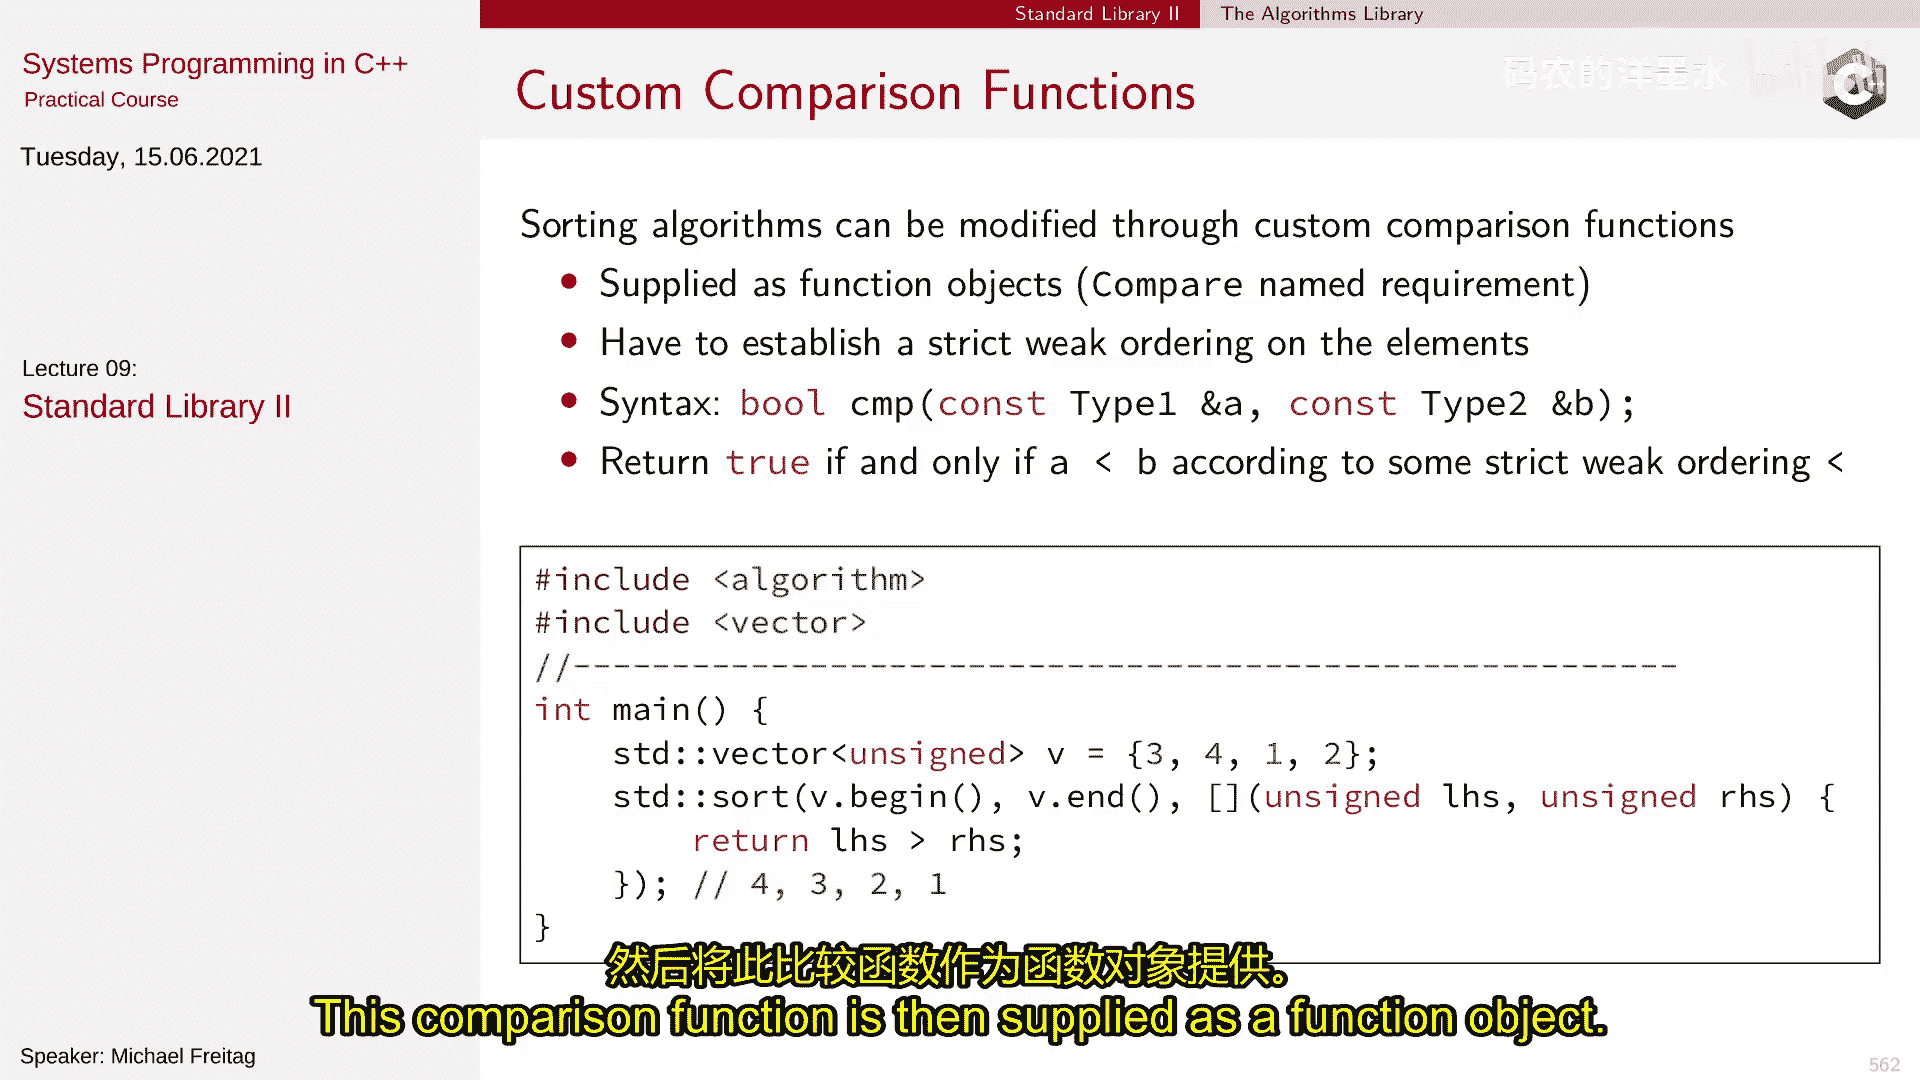 Standard Library II
The Algorithms Library
Systems Programming in C++
Practical Course
Tuesday, 15.06.2021
Lecture 09:
Standard Library II
Custom Comparison Functions
码农的洋墨水
Sorting algorithms can be modified through custom comparison functions
• Supplied as function objects (Compare named requirement)
• Have to establish a strict weak ordering on the elements
• Syntax: bool cmp(const Type1 &a, const Type2 &b);
• Return true if and only if a < b according to some strict weak ordering <
#include <algorithm>
#include <vector>
//--------------------------------------------------------
int main() {
    std::vector<unsigned> v = {3, 4, 1, 2};
    std::sort(v.begin(), v.end(), [](unsigned lhs, unsigned rhs) {
        return lhs > rhs;
    }); // 4, 3, 2, 1
}
然后将此比较函数作为函数对象提供。
This comparison function is then supplied as a function object.
Speaker: Michael Freitag
562